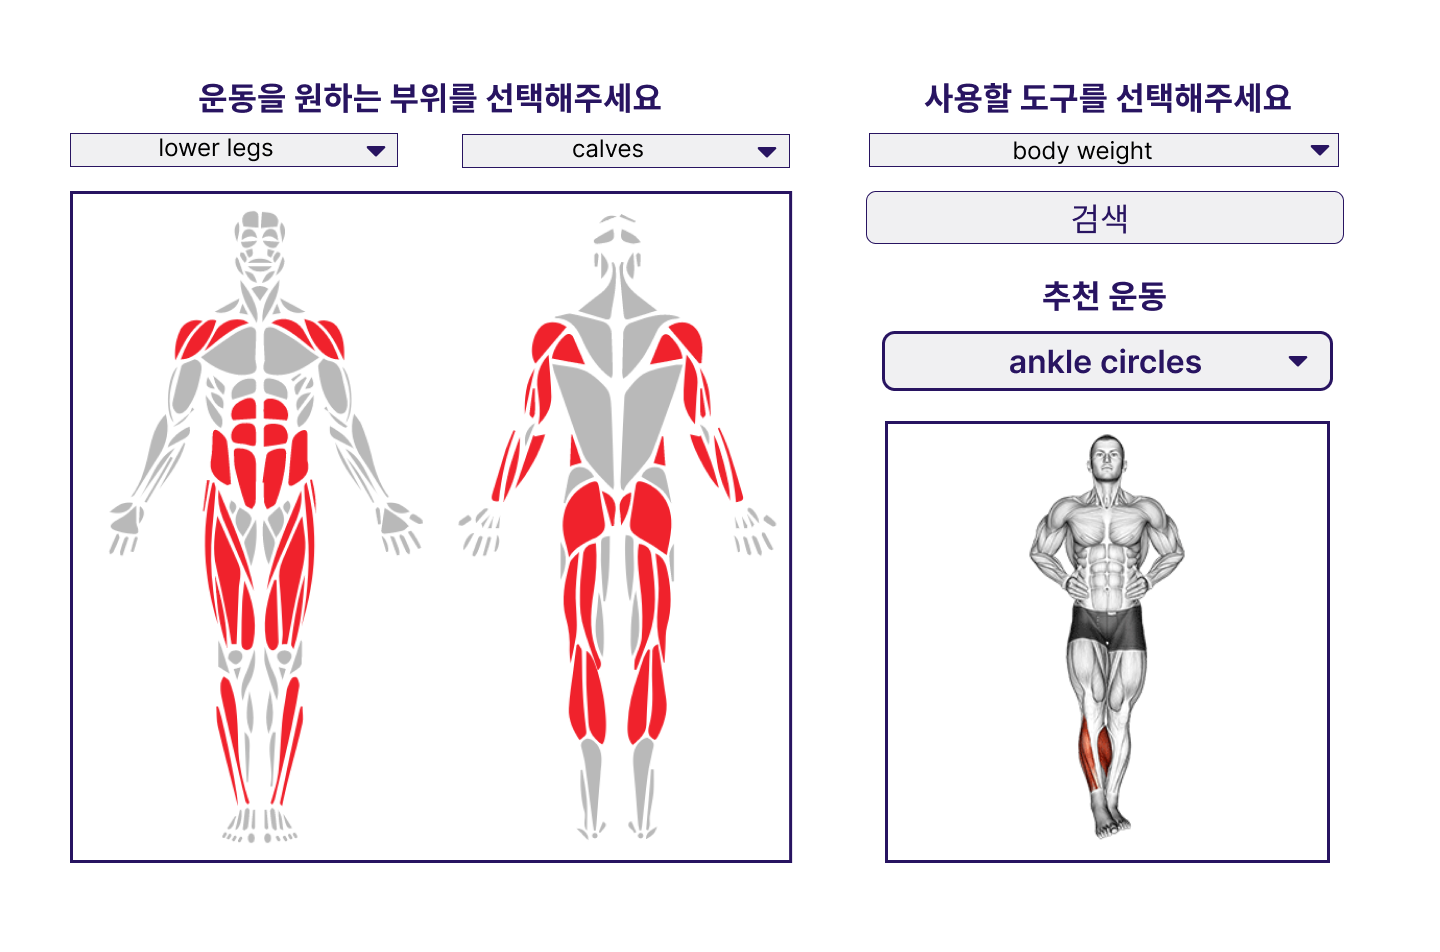 운동을 원하는 부위를 선택해주세요
lower legs
calves
사용할 도구를 선택해주세요
body weight
검색
추천 운동
ankle circles